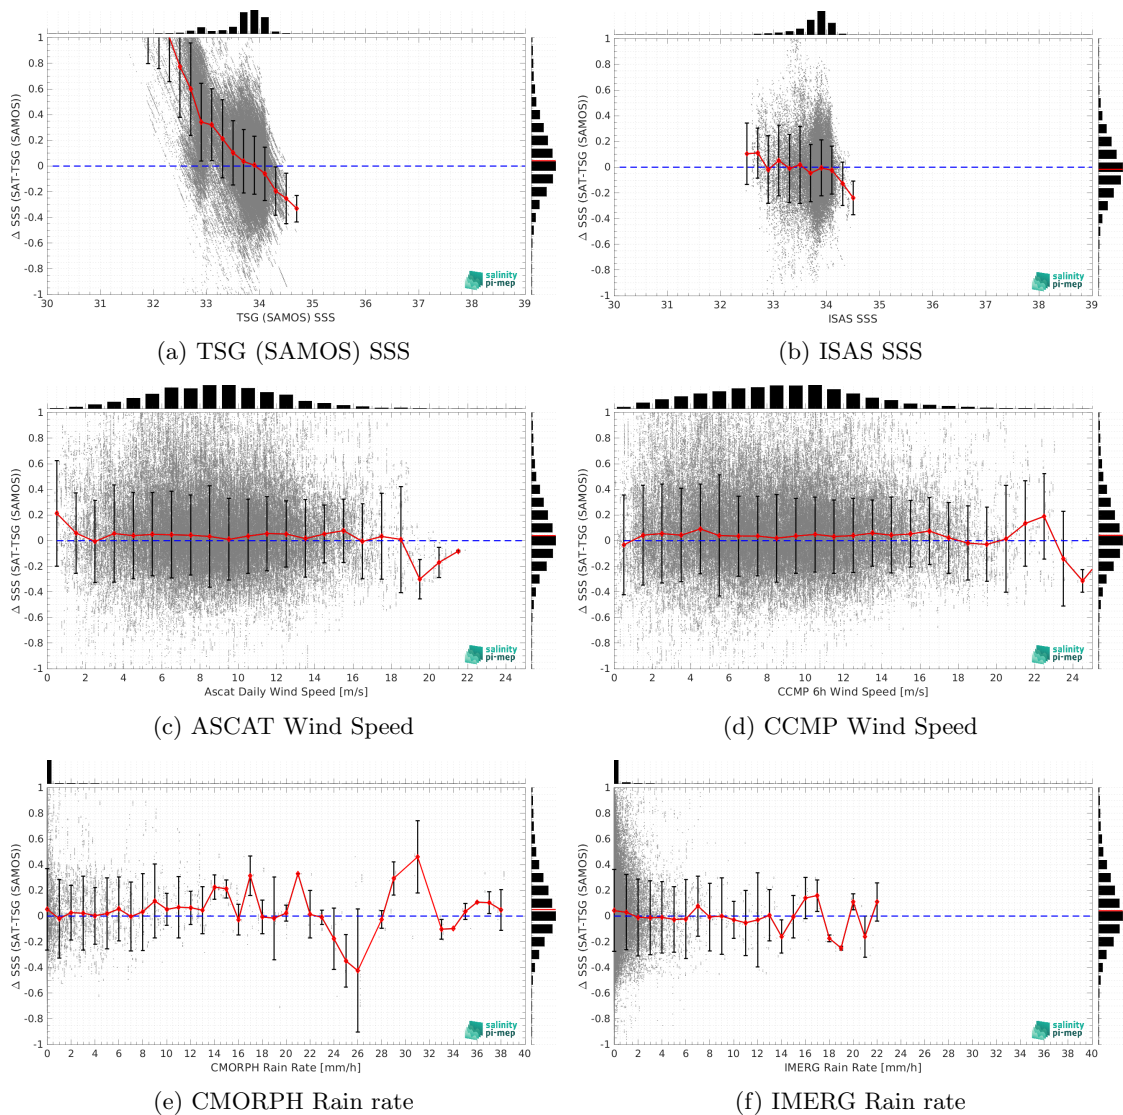 1
0.8
0.6
0.4
0.2
0
-0.2
-0.4
-0.6
-0.8
-1
Δ SSS (SAT-TSG (SAMOS))
30 31 32 33 34 35 36 37 38 39
TSG (SAMOS) SSS
salinity
pi-mep
(a) TSG (SAMOS) SSS
1
0.8
0.6
0.4
0.2
0
-0.2
-0.4
-0.6
-0.8
-1
Δ SSS (SAT-TSG (SAMOS))
30 31 32 33 34 35 36 37 38 39
ISAS SSS
salinity
pi-mep
(b) ISAS SSS
1
0.8
0.6
0.4
0.2
0
-0.2
-0.4
-0.6
-0.8
-1
Δ SSS (SAT-TSG (SAMOS))
0 2 4 6 8 10 12 14 16 18 20 22 24
Ascat Daily Wind Speed [m/s]
salinity
pi-mep
(c) ASCAT Wind Speed
1
0.8
0.6
0.4
0.2
0
-0.2
-0.4
-0.6
-0.8
-1
Δ SSS (SAT-TSG (SAMOS))
0 2 4 6 8 10 12 14 16 18 20 22 24
CCMP 6h Wind Speed [m/s]
salinity
pi-mep
(d) CCMP Wind Speed
1
0.8
0.6
0.4
0.2
0
-0.2
-0.4
-0.6
-0.8
-1
Δ SSS (SAT-TSG (SAMOS))
0 2 4 6 8 10 12 14 16 18 20 22 24 26 28 30 32 34 36 38 40
CMORPH Rain Rate [mm/h]
salinity
pi-mep
(e) CMORPH Rain rate
1
0.8
0.6
0.4
0.2
0
-0.2
-0.4
-0.6
-0.8
-1
Δ SSS (SAT-TSG (SAMOS))
0 2 4 6 8 10 12 14 16 18 20 22 24 26 28 30 32 34 36 38 40
IMERG Rain Rate [mm/h]
salinity
pi-mep
(f) IMERG Rain rate